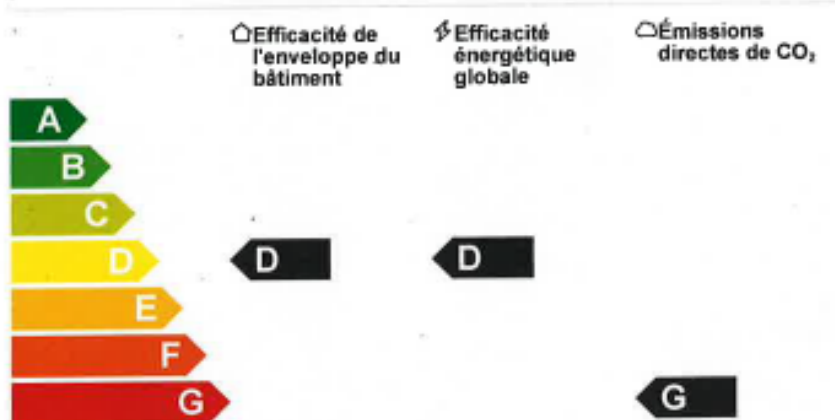 Efficacité de
l'enveloppe du
bâtiment
Efficacité
énergétique
globale
Émissions
directes de CO₂
A
B
C
D
D
D
E
F
G
G